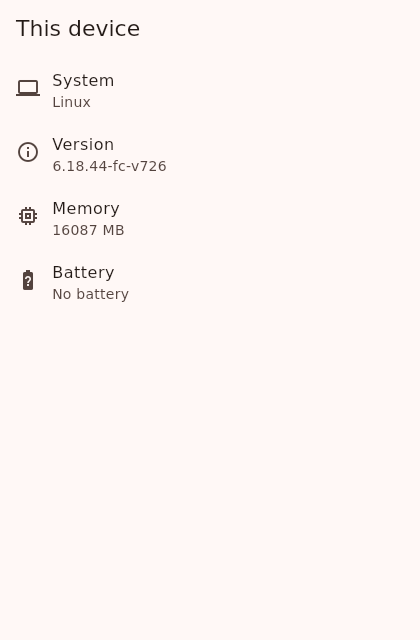 This device
System
Linux
Version
6.18.44-fc-v726
Memory
16087 MB
Battery
No battery